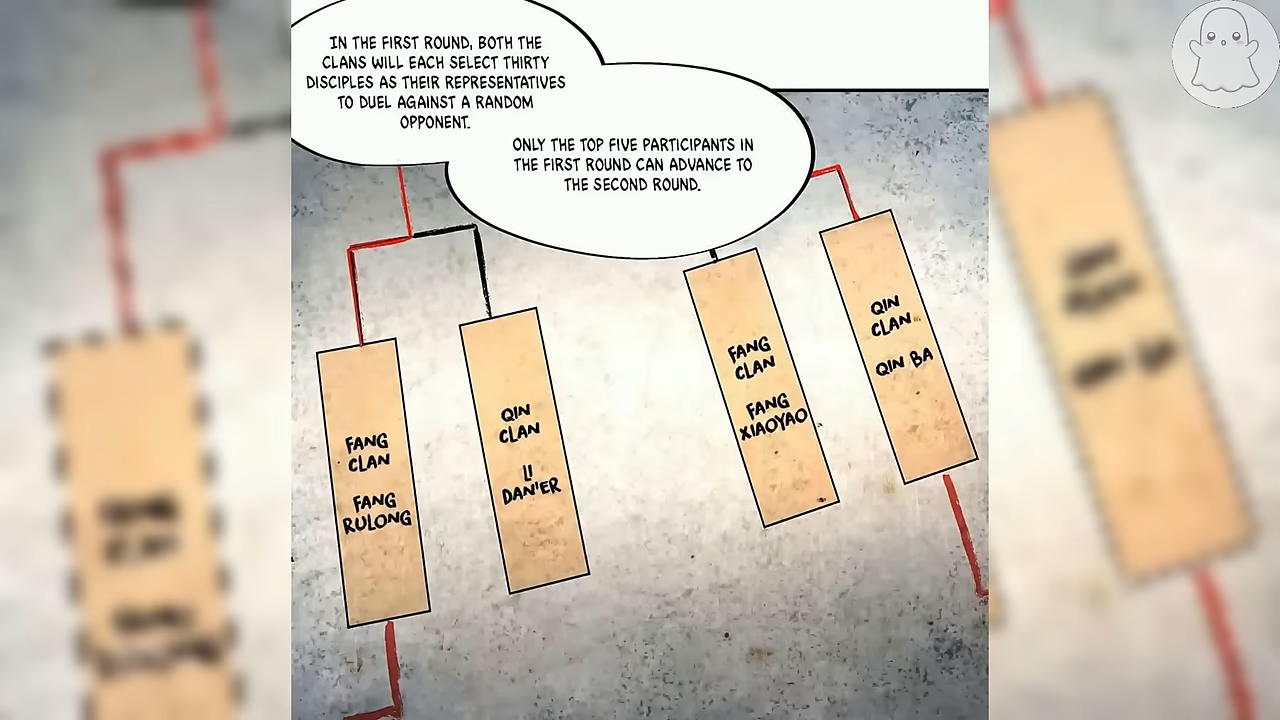 IN THE FIRST ROUND, BOTH THE
CLANS WILL EACH SELECT THIRTY
DISCIPLES AS THEIR REPRESENTATIVES
TO DUEL AGAINST A RANDOM
OPPONENT.
ONLY THE TOP FIVE PARTICIPANTS IN
THE FIRST ROUND CAN ADVANCE TO
THE SECOND ROUND.
FANG
CLAN
FANG
RULONG
QIN
CLAN
LI
DAN'ER
FANG
CLAN
FANG
XIAOYAO
QIN
CLAN
QIN BA